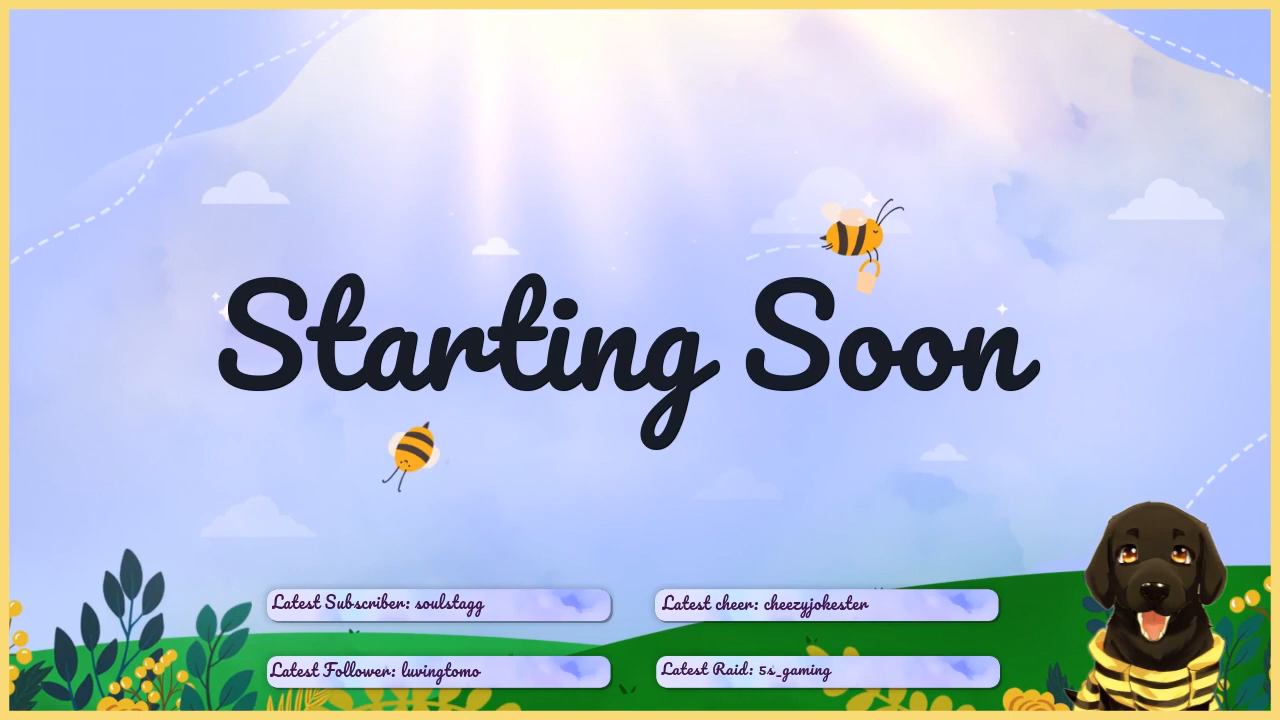 Starting Soon
Latest Subscriber: soulstagg
Latest cheer: cheezyjokester
Latest Follower: luvingtomo
Latest Raid: 5s_gaming